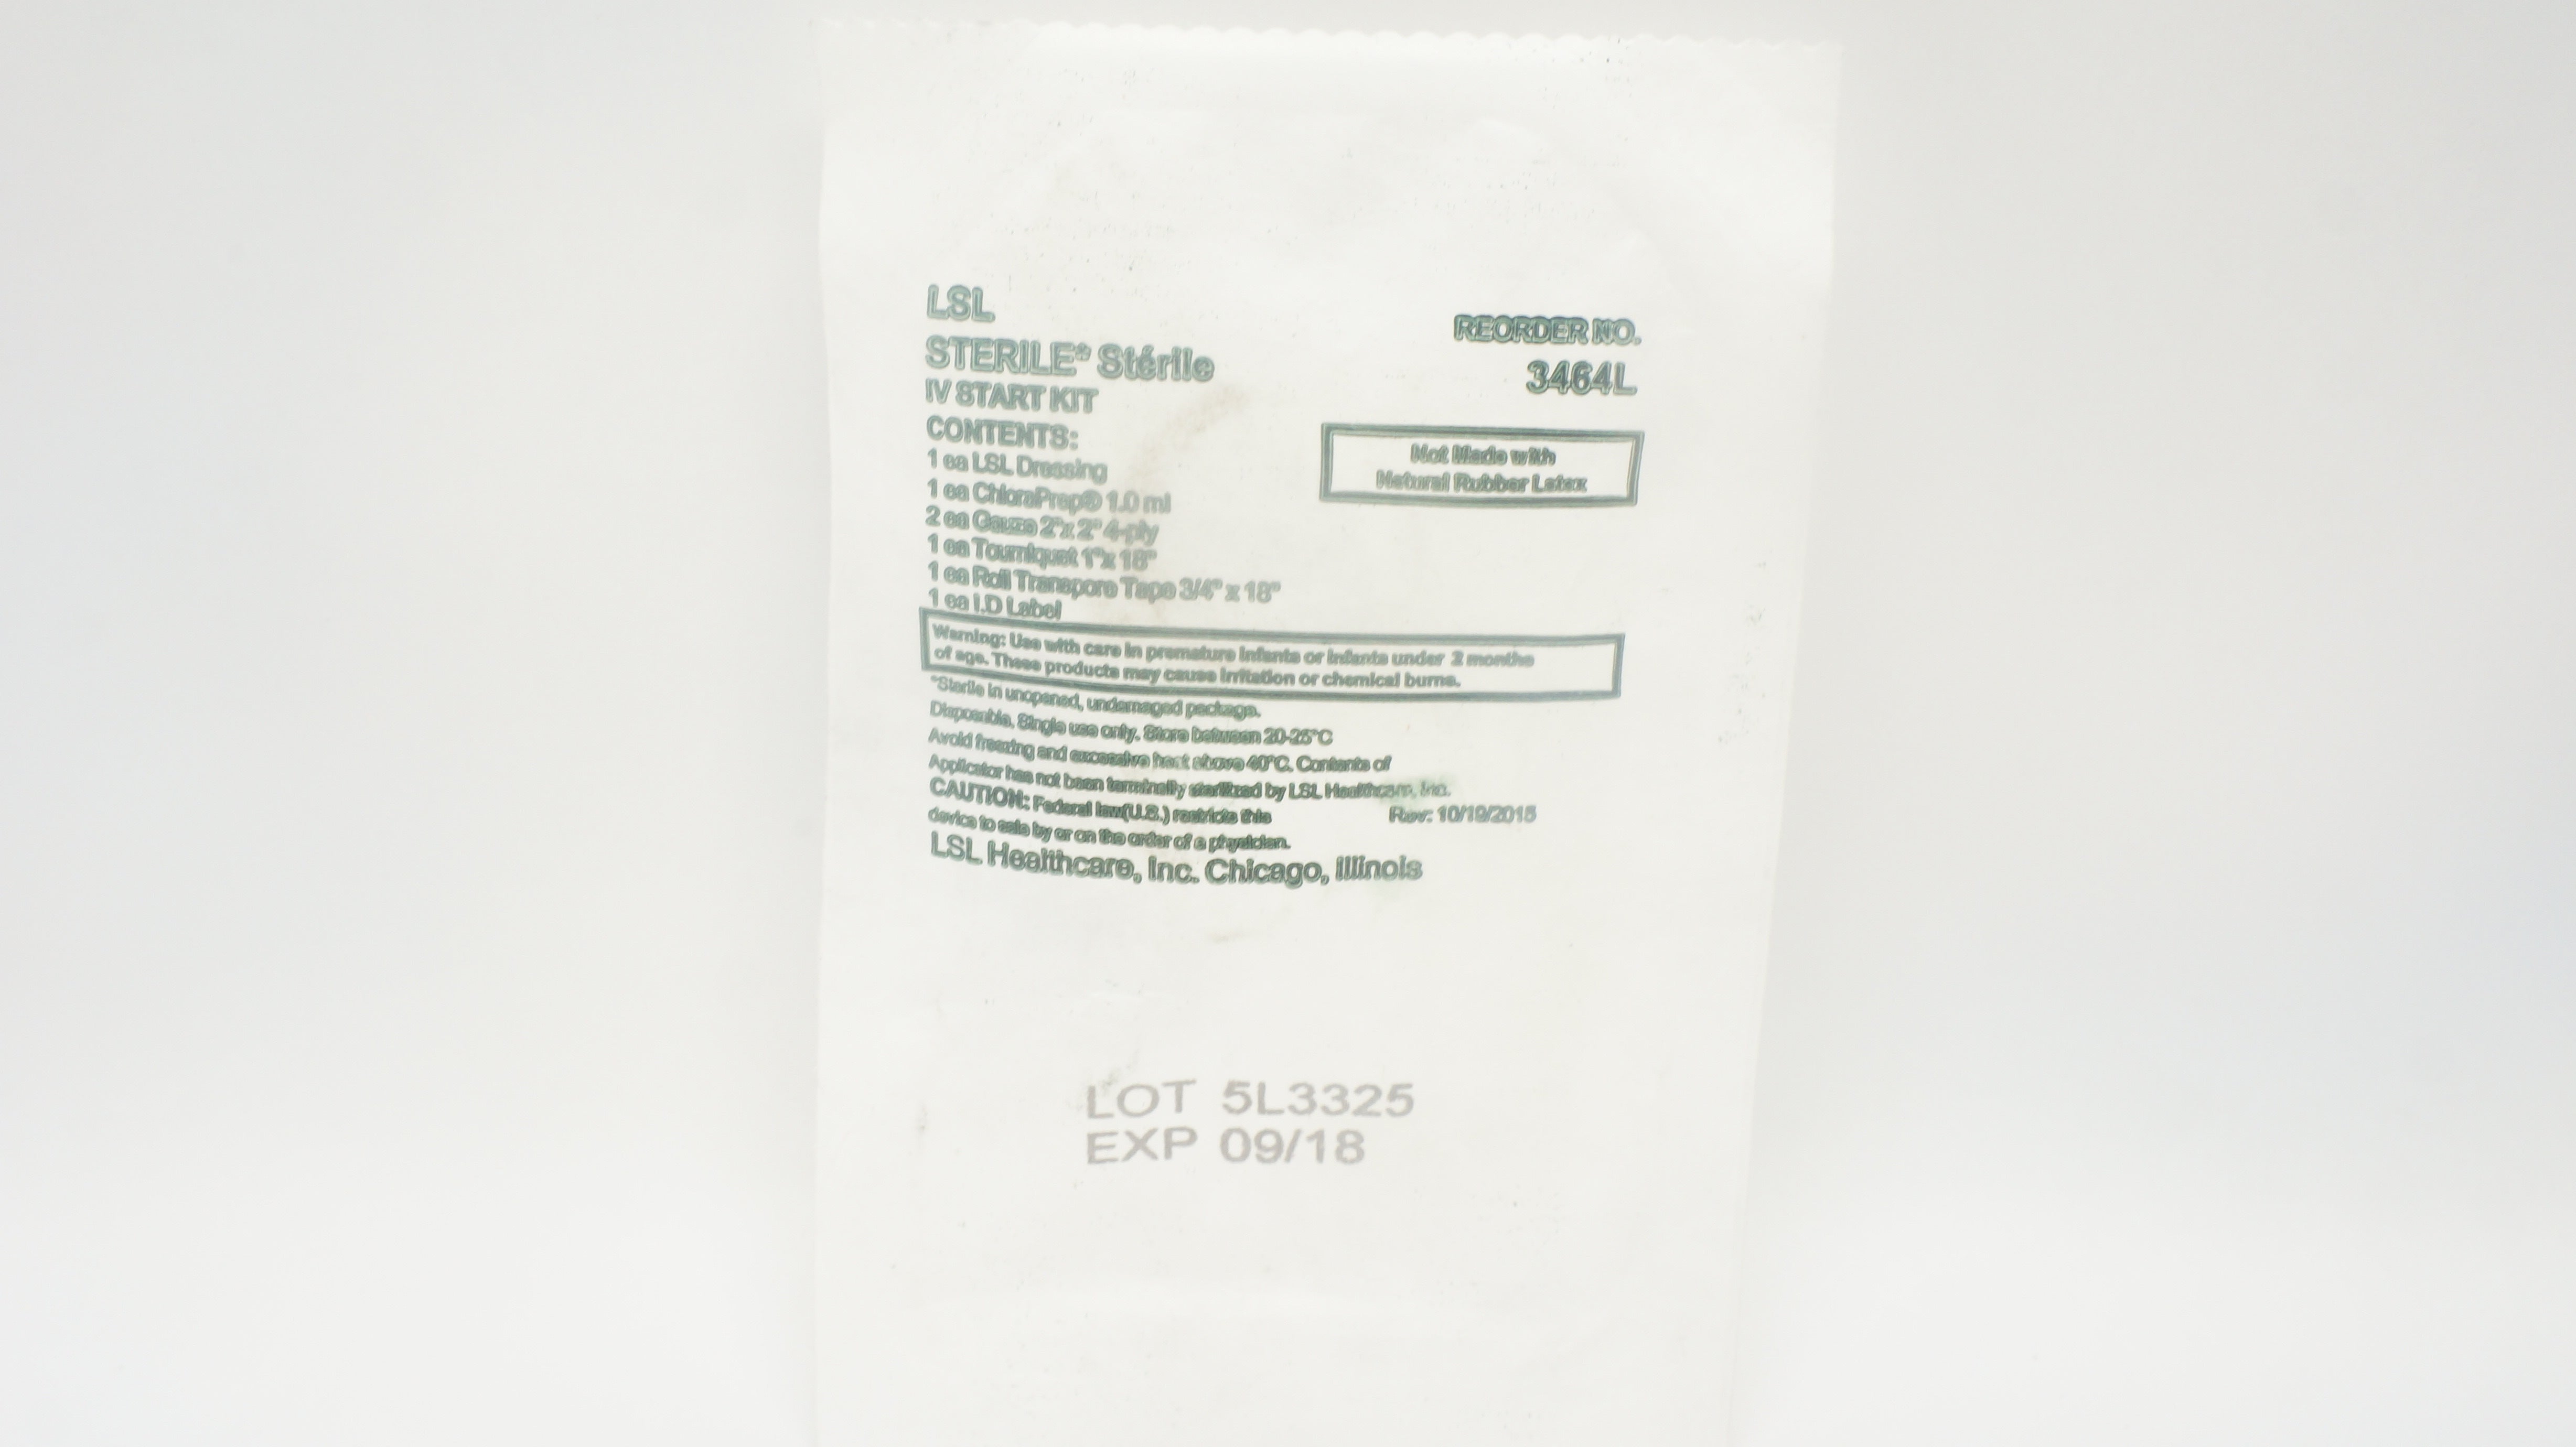 LSL
STERILE* Stérile
IV START KIT
REORDER NO.
3464L
Not Made with
Natural Rubber Latex
CONTENTS:
1 ea LSL Dressing
1 ea ChloraPrep® 1.0 ml
2 ea Gauze 2"x 2" 4-ply
1 ea Tourniquet 1"x 18"
1 ea Roll Transpore Tape 3/4" x 18"
1 ea I.D Label
Warning: Use with care in premature infants or infants under 2 months
of age. These products may cause irritation or chemical burns.
*Sterile in unopened, undamaged package.
Disposable, Single use only. Store between 20-25°C
Avoid freezing and excessive heat above 40°C. Contents of
Applicator has not been terminally sterilized by LSL Healthcare, Inc.
CAUTION: Federal law(U.S.) restricts this
device to sale by or on the order of a physician.
Rev: 10/19/2015
LSL Healthcare, Inc. Chicago, Illinois
LOT 5L3325
EXP 09/18